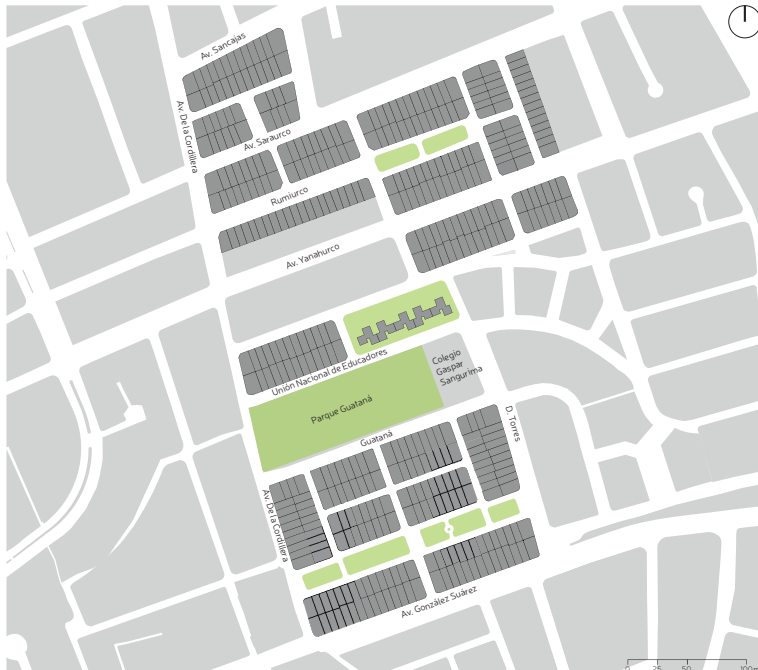 Av. Sancajas
Av. De la Cordillera
Av. Saraurco
Rumiurco
Av. Yanahurco
Unión Nacional de Educadores
Colegio
Gaspar
Sangurima
Parque Guataná
Guataná
D. Torres
Av. De la Cordillera
Av. González Suárez
0 25 50 100m